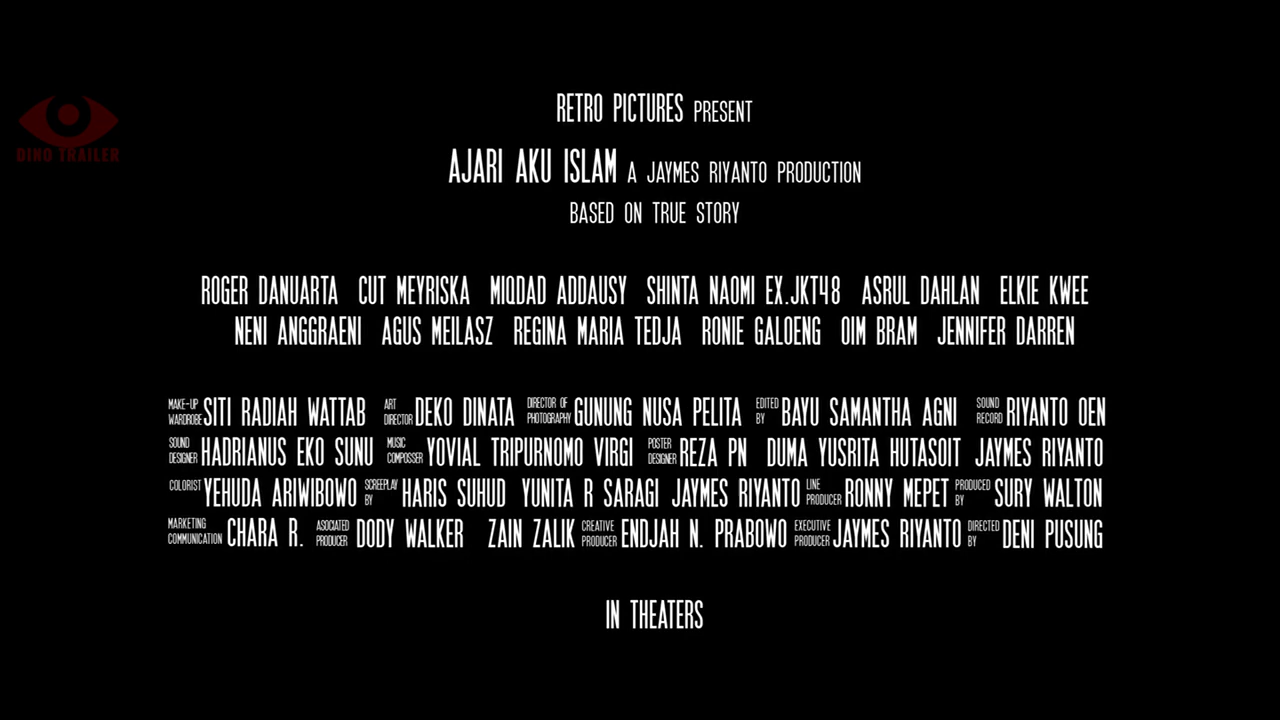 DINO TRAILER
RETRO PICTURES PRESENT
AJARI AKU ISLAM A JAYMES RIYANTO PRODUCTION
BASED ON TRUE STORY
ROGER DANUARTA CUT MEYRISKA MIQDAD ADDAUSY SHINTA NAOMI EX.JKT48 ASRUL DAHLAN ELKIE KWEE
NENI ANGGRAENI AGUS MEILASZ REGINA MARIA TEDJA RONIE GALOENG OIM BRAM JENNIFER DARREN
MAKE-UP WARDROBE SITI RADIAH WATTAB ART DIRECTOR DEKO DINATA DIRECTOR OF PHOTOGRAPHY GUNUNG NUSA PELITA EDITED BY BAYU SAMANTHA AGNI SOUND RECORD RIYANTO OEN
SOUND DESIGNER HADRIANUS EKO SUNU MUSIC COMPOSSER YOVIAL TRIPURNOMO VIRGI POSTER DESIGNER REZA PN DUMA YUSRITA HUTASOIT JAYMES RIYANTO
COLORIST YEHUDA ARIWIBOWO SCREEPLAY BY HARIS SUHUD YUNITA R SARAGI JAYMES RIYANTO LINE PRODUCER RONNY MEPET PRODUCED BY SURY WALTON
MARKETING COMMUNICATION CHARA R. ASOCIATED PRODUCER DODY WALKER ZAIN ZALIK CREATIVE PRODUCER ENDJAH N. PRABOWO EXECUTIVE PRODUCER JAYMES RIYANTO DIRECTED BY DENI PUSUNG
IN THEATERS